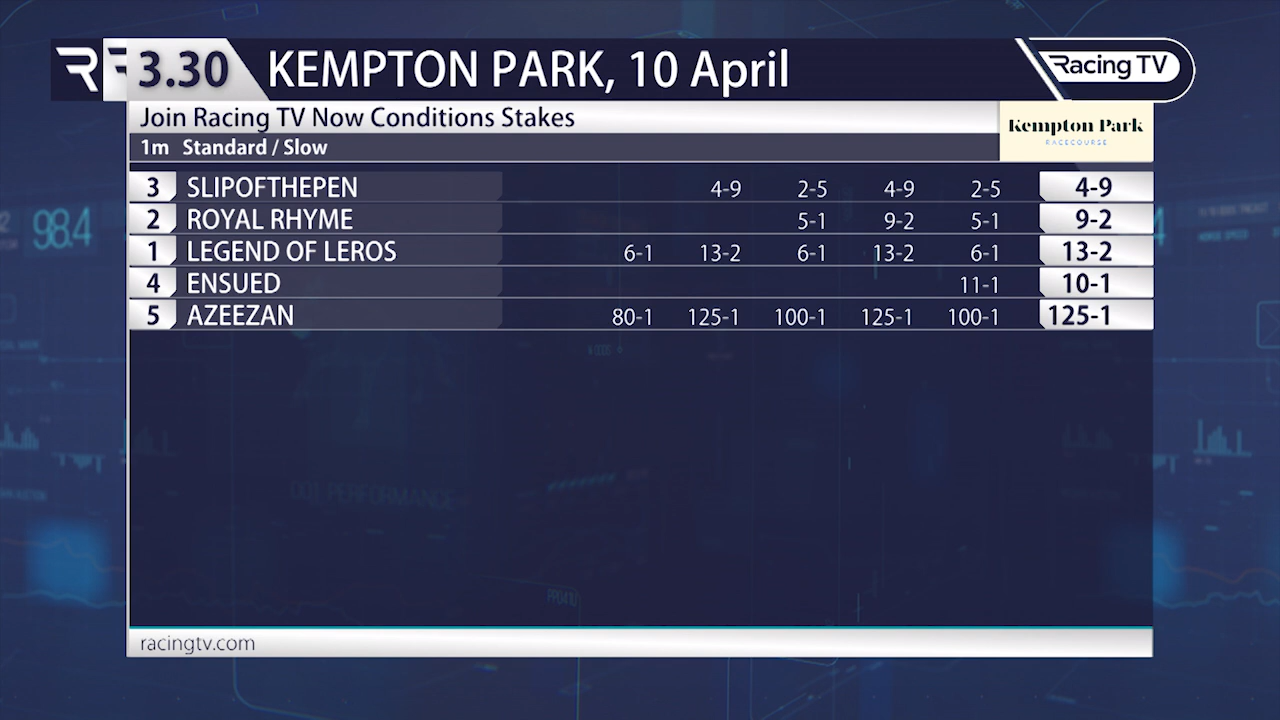 3.30 KEMPTON PARK, 10 April Racing TV
Join Racing TV Now Conditions Stakes
Kempton Park
RACECOURSE
1m Standard / Slow
3 SLIPOFTHEPEN 4-9 2-5 4-9 2-5 4-9
2 ROYAL RHYME 5-1 9-2 5-1 9-2
1 LEGEND OF LEROS 6-1 13-2 6-1 13-2 6-1 13-2
4 ENSUED 11-1 10-1
5 AZEEZAN 80-1 125-1 100-1 125-1 100-1 125-1
98.4
DOT PERFORMANCE
racingtv.com